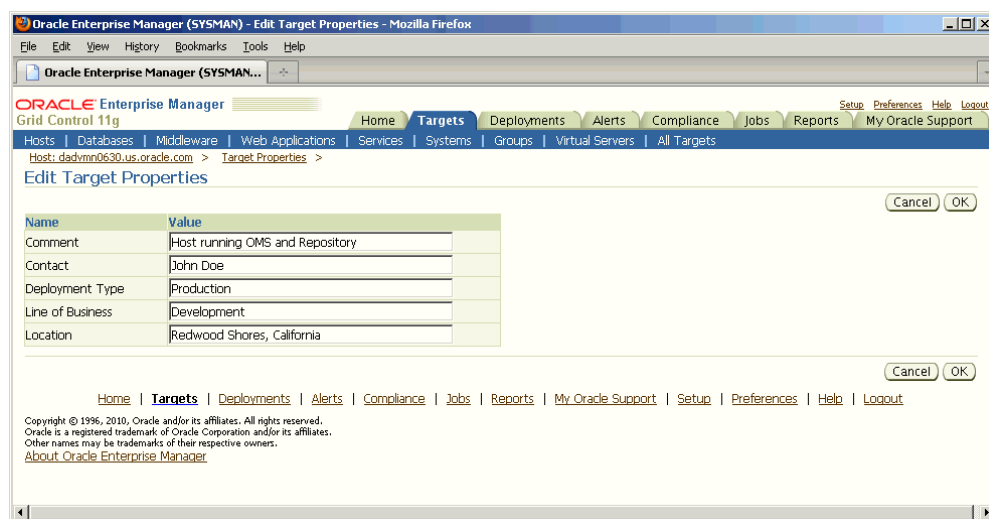 Oracle Enterprise Manager (SYSMAN) - Edit Target Properties - Mozilla Firefox
File Edit View History Bookmarks Tools Help
Oracle Enterprise Manager (SYSMAN...
ORACLE Enterprise Manager
Grid Control 11g
Setup Preferences Help Logout
Home Targets Deployments Alerts Compliance Jobs Reports My Oracle Support
Hosts | Databases | Middleware | Web Applications | Services | Systems | Groups | Virtual Servers | All Targets
Host: dadvmn0630.us.oracle.com > Target Properties >
Edit Target Properties
Cancel OK
Name Value
Comment Host running OMS and Repository
Contact John Doe
Deployment Type Production
Line of Business Development
Location Redwood Shores, California
Cancel OK
Home | Targets | Deployments | Alerts | Compliance | Jobs | Reports | My Oracle Support | Setup | Preferences | Help | Logout
Copyright © 1996, 2010, Oracle and/or its affiliates. All rights reserved.
Oracle is a registered trademark of Oracle Corporation and/or its affiliates.
Other names may be trademarks of their respective owners.
About Oracle Enterprise Manager